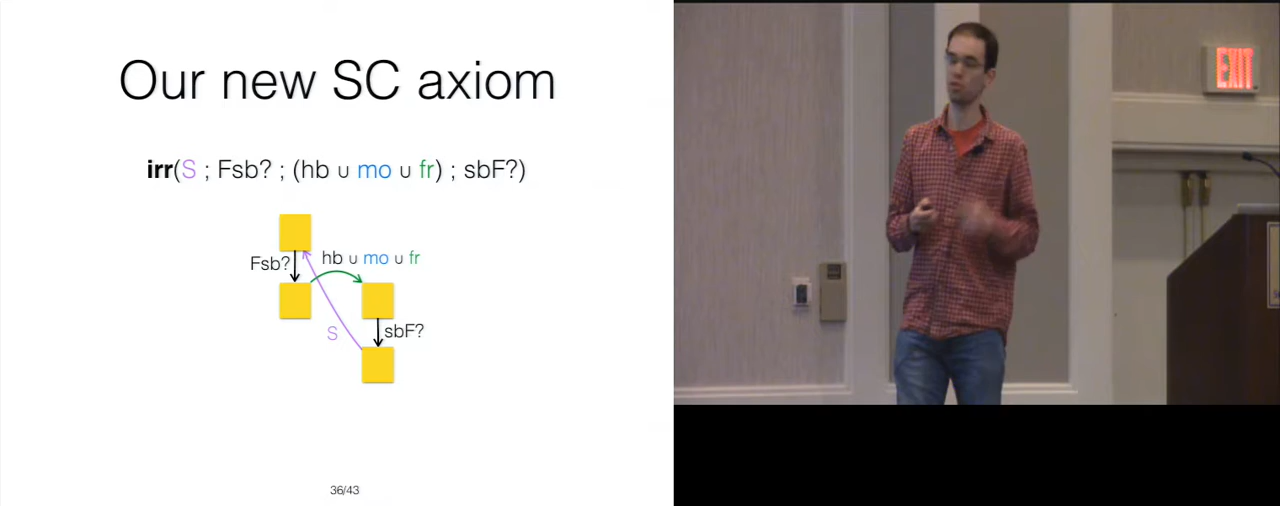 Our new SC axiom
irr(S ; Fsb? ; (hb ∪ mo ∪ fr) ; sbF?)
hb ∪ mo ∪ fr
Fsb?
S
sbF?
36/43
EXIT